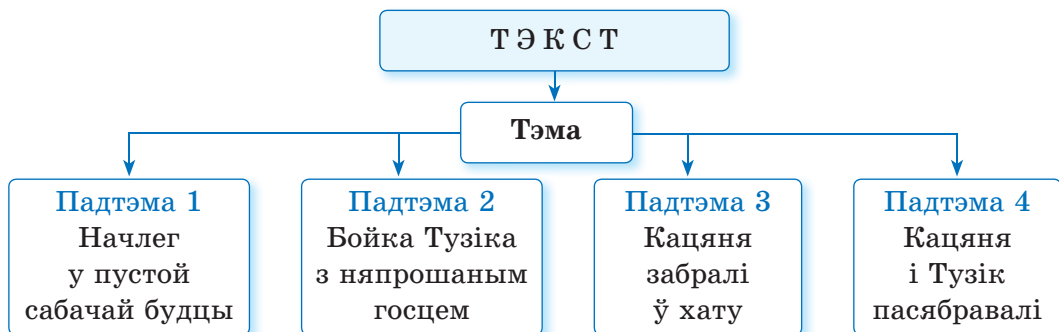 ТЭКСТ
Тэма
Падтэма 1
Начлег
у пустой
сабачай будцы
Падтэма 2
Бойка Тузіка
з няпрошаным
госцем
Падтэма 3
Кацяня
забралі
ў хату
Падтэма 4
Кацяня
і Тузік
пасябравалі